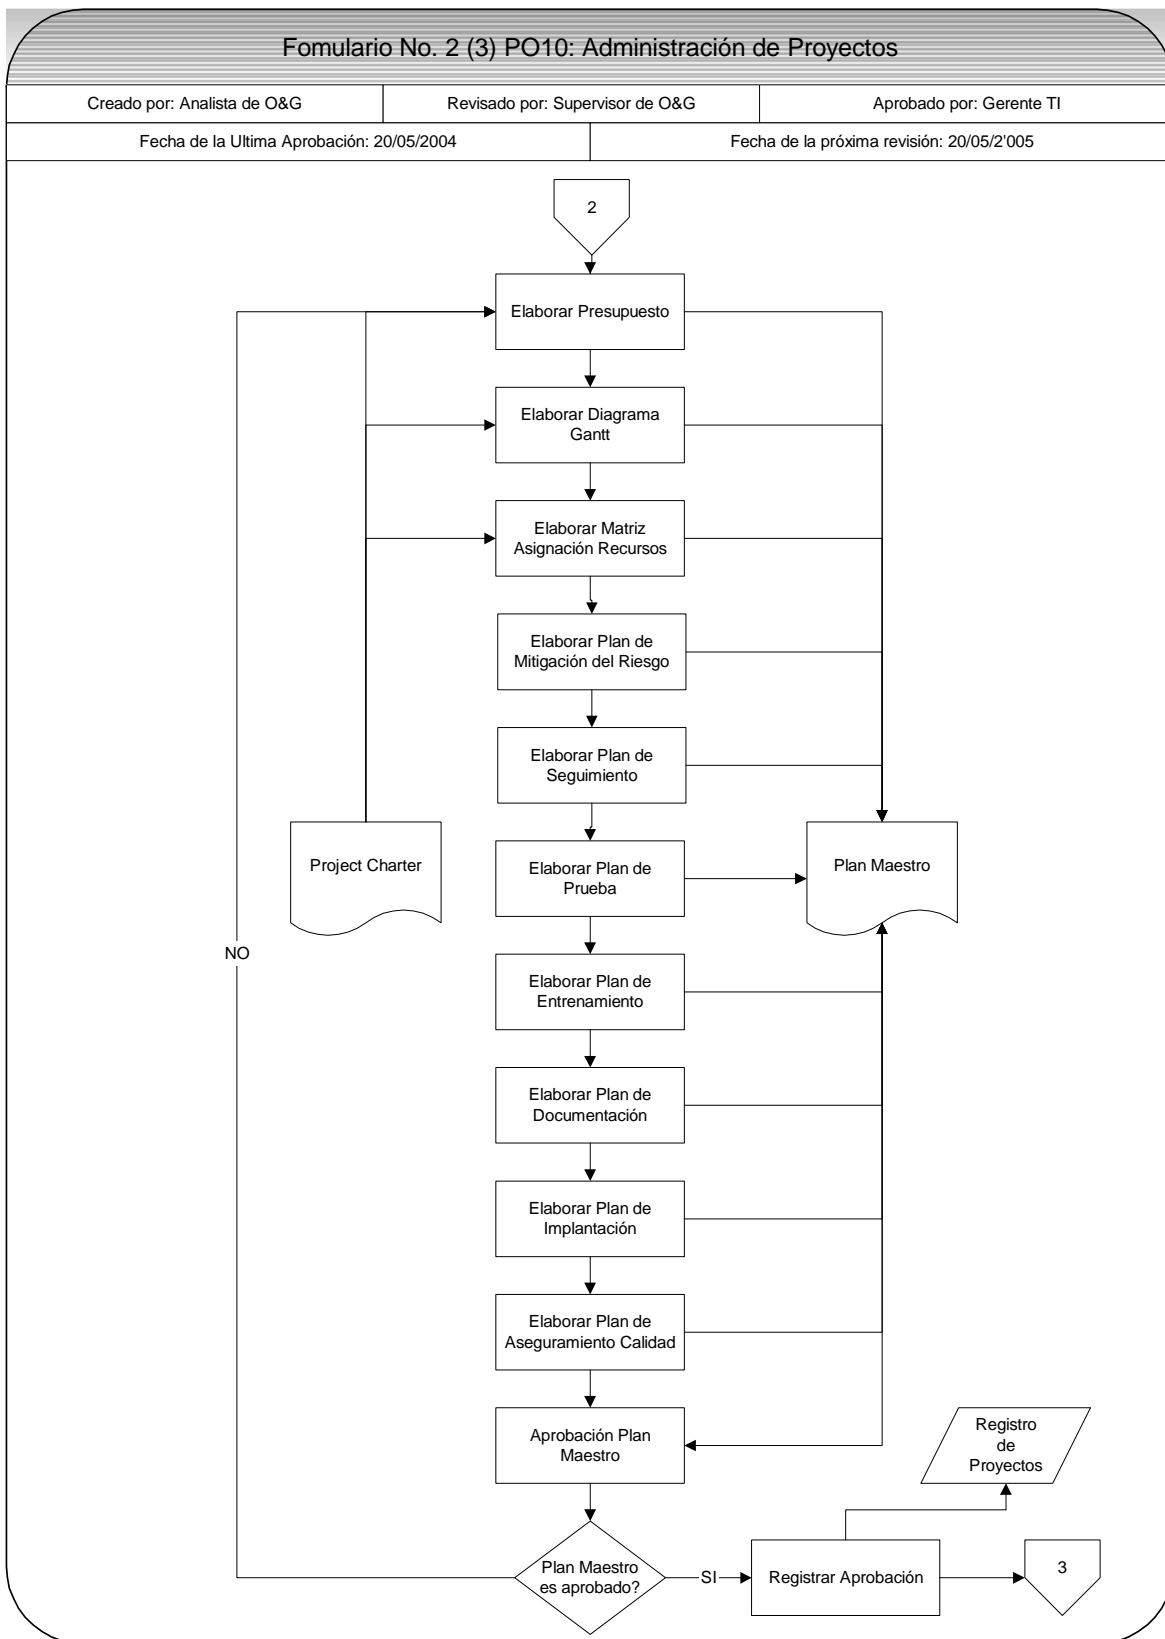 Fomulario No. 2 (3) PO10: Administración de Proyectos
Creado por: Analista de O&G
Revisado por: Supervisor de O&G
Aprobado por: Gerente TI
Fecha de la Ultima Aprobación: 20/05/2004
Fecha de la próxima revisión: 20/05/2'005
2
Elaborar Presupuesto
Elaborar Diagrama
Gantt
Elaborar Matriz
Asignación Recursos
Elaborar Plan de
Mitigación del Riesgo
Elaborar Plan de
Seguimiento
Project Charter
Elaborar Plan de
Prueba
Plan Maestro
NO
Elaborar Plan de
Entrenamiento
Elaborar Plan de
Documentación
Elaborar Plan de
Implantación
Elaborar Plan de
Aseguramiento Calidad
Aprobación Plan
Maestro
Registro
de
Proyectos
Plan Maestro
es aprobado?
SI
Registrar Aprobación
3